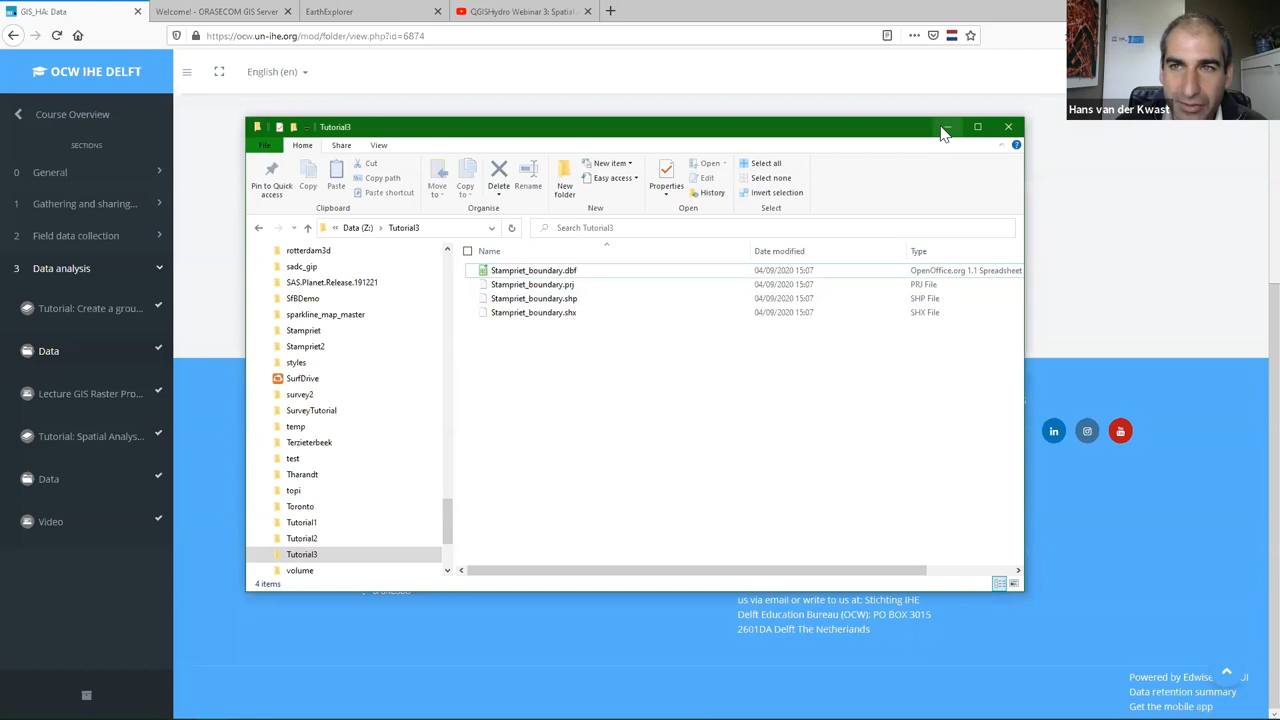 GIS_HA: Data
Welcome! - ORASECOM GIS Server
EarthExplorer
QGISHydro Webinar 3: Spatial
https://ocw.un-ihe.org/mod/folder/view.php?id=6874
OCW IHE DELFT
English (en)
Hans van der Kwast
Course Overview
SECTIONS
0 General
1 Gathering and sharing...
2 Field data collection
3 Data analysis
Tutorial: Create a grou...
Data
Lecture GIS Raster Pro...
Tutorial: Spatial Analys...
Data
Video
Tutorial3
File
Home
Share
View
Pin to Quick access
Copy
Paste
Cut
Copy path
Paste shortcut
Clipboard
Move to
Copy to
Delete
Rename
Organise
New folder
New item
Easy access
New
Properties
Open
Edit
History
Open
Select all
Select none
Invert selection
Select
Data (Z:)
Tutorial3
Search Tutorial3
rotterdam3d
sadc_gip
SAS.Planet.Release.191221
SfBDemo
sparkline_map_master
Stampriet
Stampriet2
styles
SurfDrive
survey2
SurveyTutorial
temp
Terzieterbeek
test
Tharandt
topi
Toronto
Tutorial1
Tutorial2
Tutorial3
volume
Name
Date modified
Type
Stampriet_boundary.dbf 04/09/2020 15:07 OpenOffice.org 1.1 Spreadsheet
Stampriet_boundary.prj 04/09/2020 15:07 PRJ File
Stampriet_boundary.shp 04/09/2020 15:07 SHP File
Stampriet_boundary.shx 04/09/2020 15:07 SHX File
4 items
us via email or write to us at: Stichting IHE
Delft Education Bureau (OCW): PO BOX 3015
2601DA Delft The Netherlands
Powered by Edwise
Data retention summary
Get the mobile app